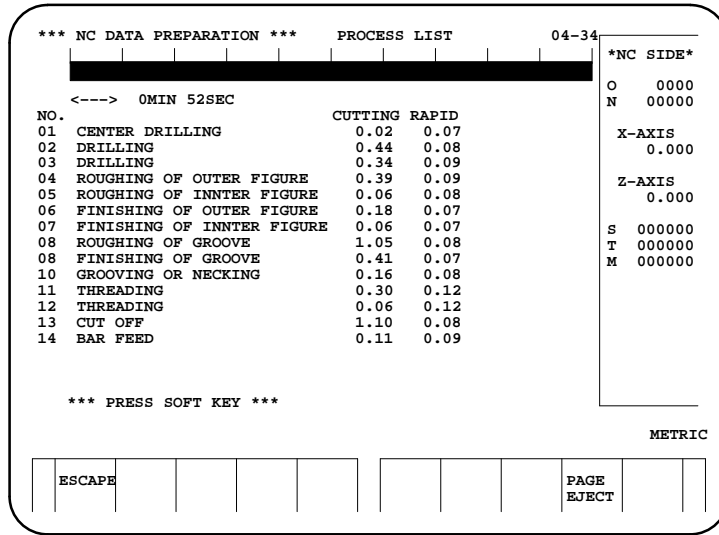 *** NC DATA PREPARATION *** PROCESS LIST 04-34
*NC SIDE*
O 0000
N 00000
X-AXIS
0.000
Z-AXIS
0.000
S 000000
T 000000
M 000000
<---> 0MIN 52SEC
NO. CUTTING RAPID
01 CENTER DRILLING 0.02 0.07
02 DRILLING 0.44 0.08
03 DRILLING 0.34 0.09
04 ROUGHING OF OUTER FIGURE 0.39 0.09
05 ROUGHING OF INNTER FIGURE 0.06 0.08
06 FINISHING OF OUTER FIGURE 0.18 0.07
07 FINISHING OF INNTER FIGURE 0.06 0.07
08 ROUGHING OF GROOVE 1.05 0.08
08 FINISHING OF GROOVE 0.41 0.07
10 GROOVING OR NECKING 0.16 0.08
11 THREADING 0.30 0.12
12 THREADING 0.06 0.12
13 CUT OFF 1.10 0.08
14 BAR FEED 0.11 0.09
*** PRESS SOFT KEY ***
METRIC
ESCAPE
PAGE
EJECT